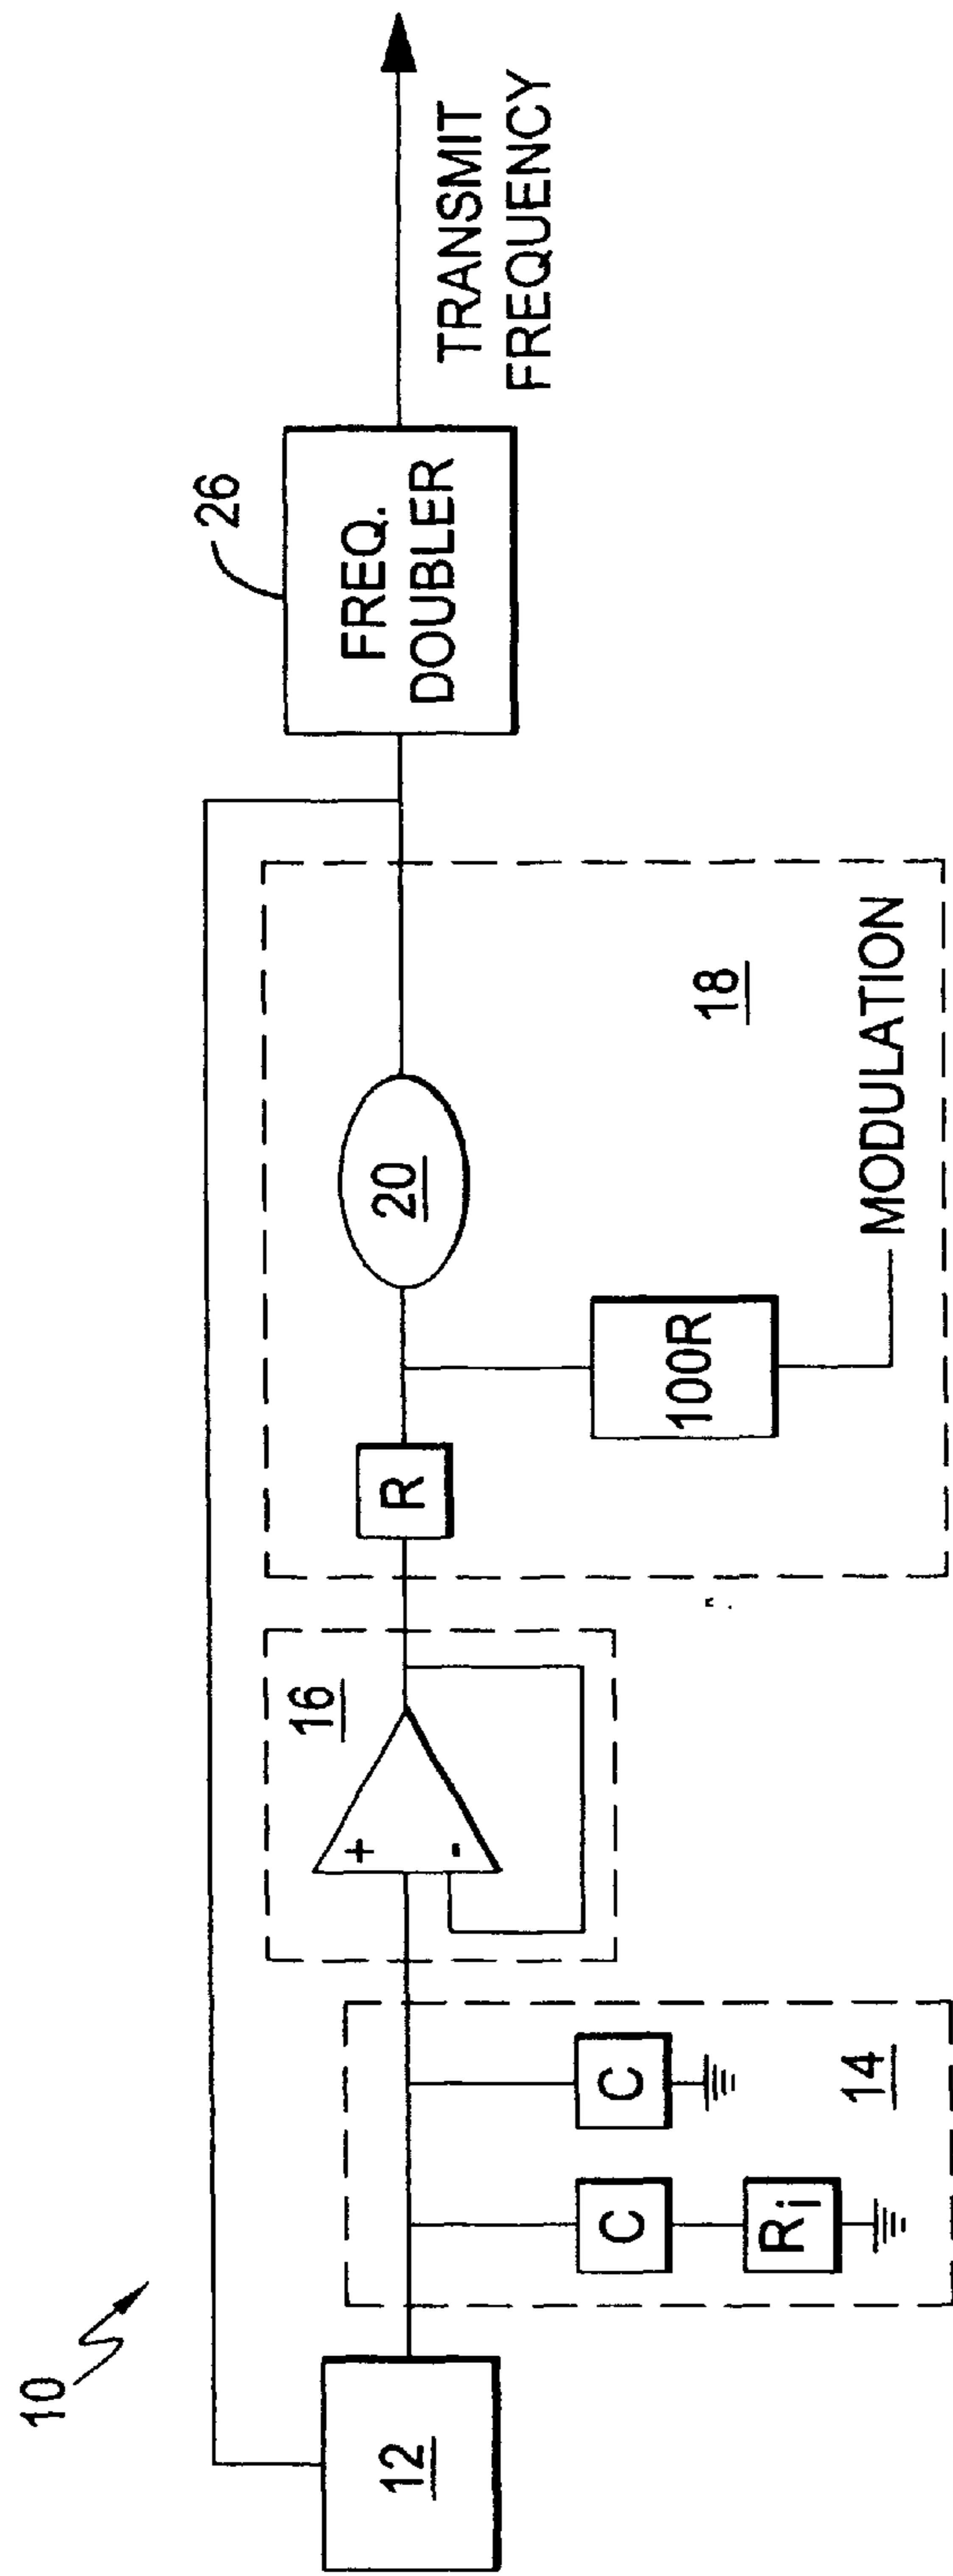 10
12
C
Ri
C
14
16
+
-
R
20
100R
18
MODULATION
26
FREQ.
DOUBLER
TRANSMIT
FREQUENCY